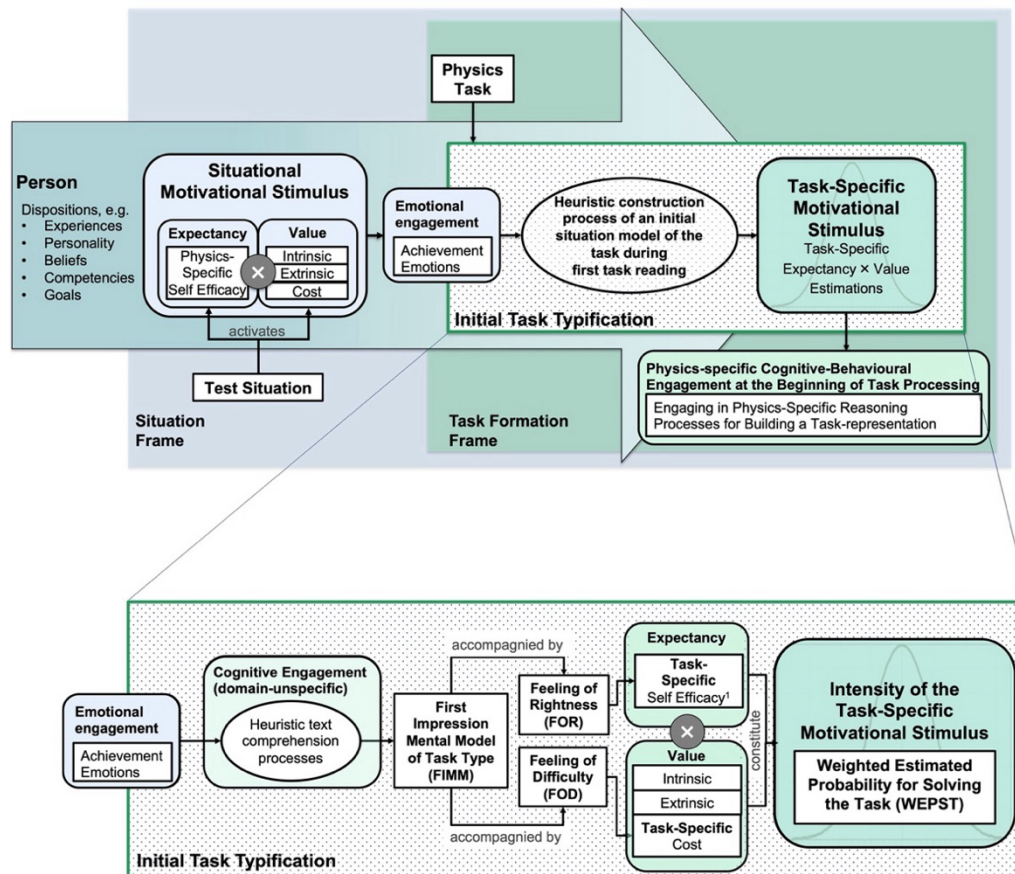 Physics
Task
Person
Dispositions, e.g.
• Experiences
• Personality
• Beliefs
• Competencies
• Goals
Situational
Motivational Stimulus
Expectancy
Physics-
Specific
Self Efficacy
×
Value
Intrinsic
Extrinsic
Cost
activates
Test Situation
Situation
Frame
Emotional
engagement
Achievement
Emotions
Heuristic construction
process of an initial
situation model of the
task during
first task reading
Initial Task Typification
Task-Specific
Motivational
Stimulus
Task-Specific
Expectancy × Value
Estimations
Physics-specific Cognitive-Behavioural
Engagement at the Beginning of Task Processing
Engaging in Physics-Specific Reasoning
Processes for Building a Task-representation
Task Formation
Frame
Emotional
engagement
Achievement
Emotions
Cognitive Engagement
(domain-unspecific)
Heuristic text
comprehension
processes
First
Impression
Mental Model
of Task Type
(FIMM)
accompagnied by
Feeling of
Rightness
(FOR)
Feeling of
Difficulty
(FOD)
accompagnied by
Expectancy
Task-
Specific
Self Efficacy¹
×
Value
Intrinsic
Extrinsic
Task-Specific
Cost
constitute
Intensity of the
Task-Specific
Motivational Stimulus
Weighted Estimated
Probability for Solving
the Task (WEPST)
Initial Task Typification